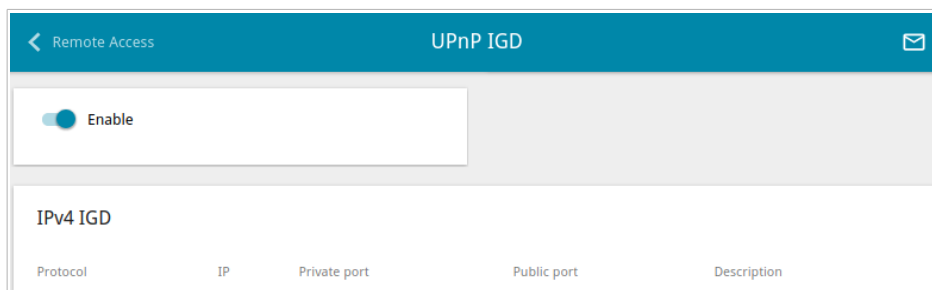 Remote Access UPnP IGD
Enable
IPv4 IGD
Protocol IP Private port Public port Description